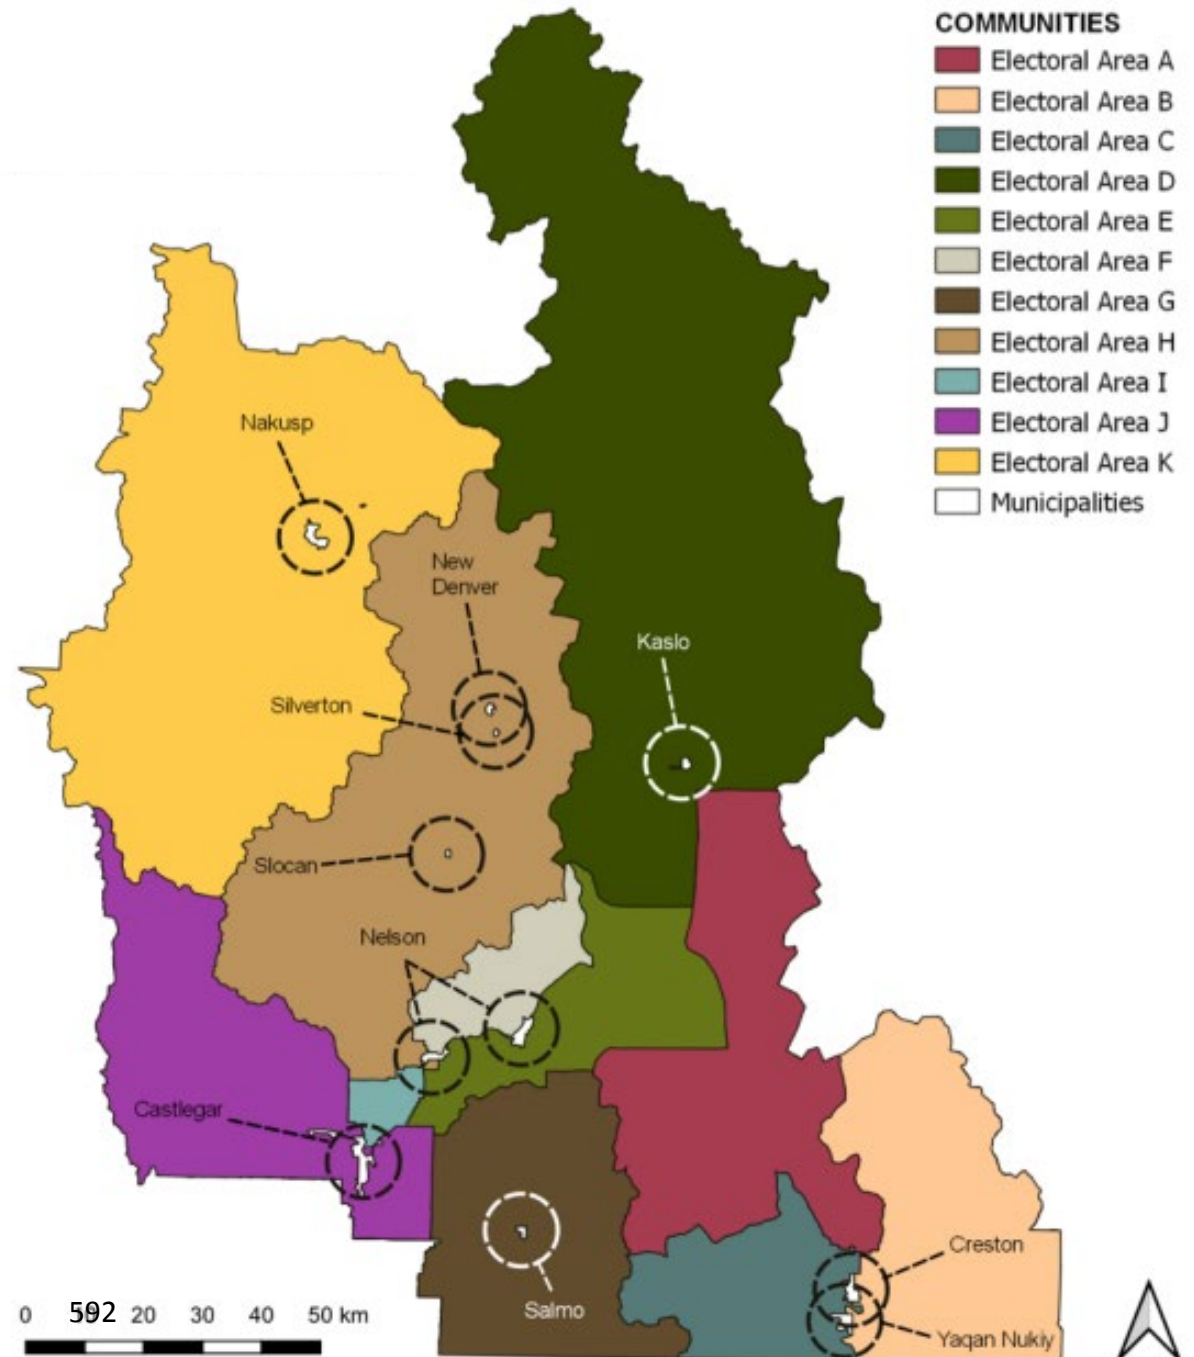 COMMUNITIES
Electoral Area A
Electoral Area B
Electoral Area C
Electoral Area D
Electoral Area E
Electoral Area F
Electoral Area G
Electoral Area H
Electoral Area I
Electoral Area J
Electoral Area K
Municipalities
Nakusp
New
Denver
Kaslo
Silverton
Slocan
Nelson
Castlegar
Creston
Salmo
Yaqan Nukiy
0 592 20 30 40 50 km